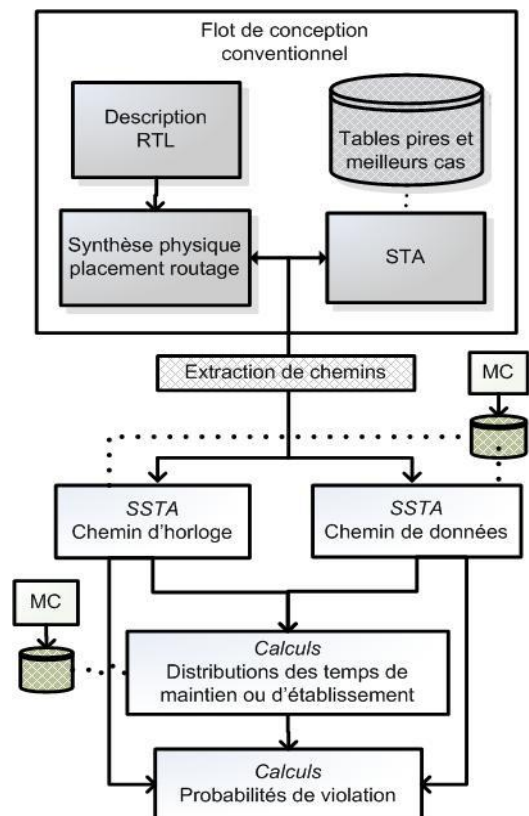 Flot de conception
conventionnel
Description
RTL
Tables pires et
meilleurs cas
Synthèse physique
placement routage
STA
Extraction de chemins
MC
SSTA
Chemin d'horloge
SSTA
Chemin de données
MC
Calculs
Distributions des temps de
maintien ou d'établissement
Calculs
Probabilités de violation